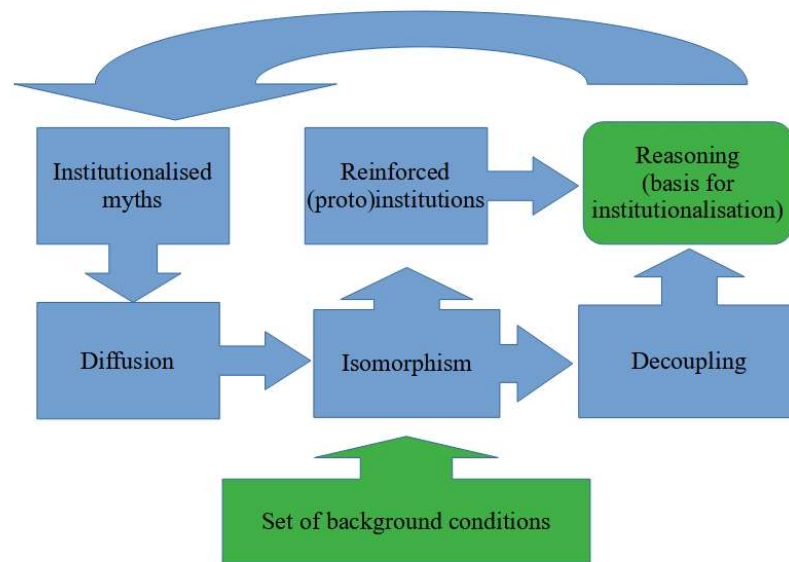 Institutionalised
myths
Reinforced
(proto)institutions
Reasoning
(basis for
institutionalisation)
Diffusion
Isomorphism
Decoupling
Set of background conditions